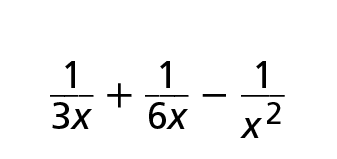 1/3x + 1/6x − 1/x²